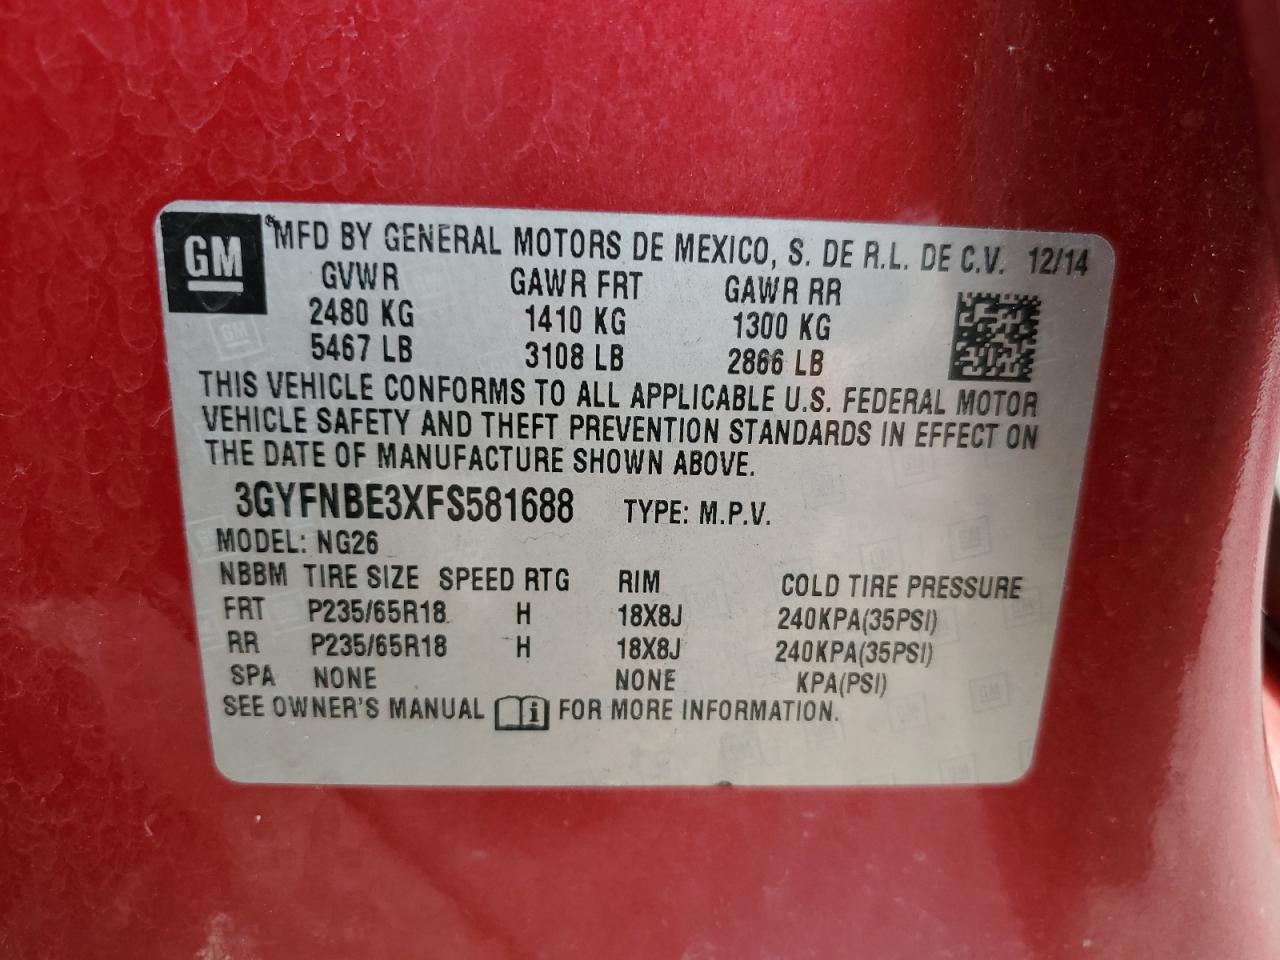 GM
® MFD BY GENERAL MOTORS DE MEXICO, S. DE R.L. DE C.V. 12/14
GVWR GAWR FRT GAWR RR
2480 KG 1410 KG 1300 KG
5467 LB 3108 LB 2866 LB
THIS VEHICLE CONFORMS TO ALL APPLICABLE U.S. FEDERAL MOTOR
VEHICLE SAFETY AND THEFT PREVENTION STANDARDS IN EFFECT ON
THE DATE OF MANUFACTURE SHOWN ABOVE.
3GYFNBE3XFS581688 TYPE: M.P.V.
MODEL: NG26
NBBM TIRE SIZE SPEED RTG RIM COLD TIRE PRESSURE
FRT P235/65R18 H 18X8J 240KPA(35PSI)
RR P235/65R18 H 18X8J 240KPA(35PSI)
SPA NONE NONE KPA(PSI)
SEE OWNER'S MANUAL i FOR MORE INFORMATION.